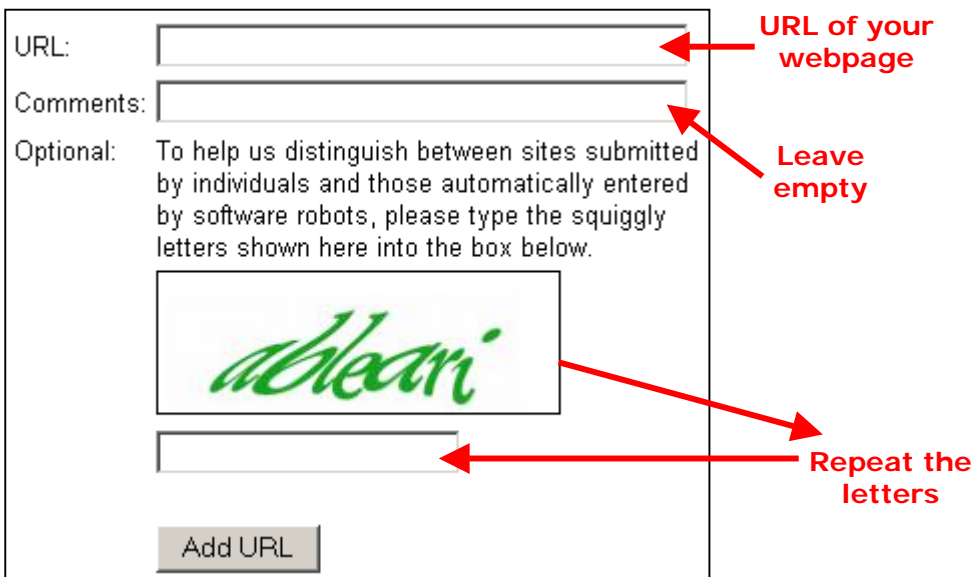 URL:
URL of your
webpage
Comments:
Leave
empty
Optional:
To help us distinguish between sites submitted
by individuals and those automatically entered
by software robots, please type the squiggly
letters shown here into the box below.
ableari
Repeat the
letters
Add URL